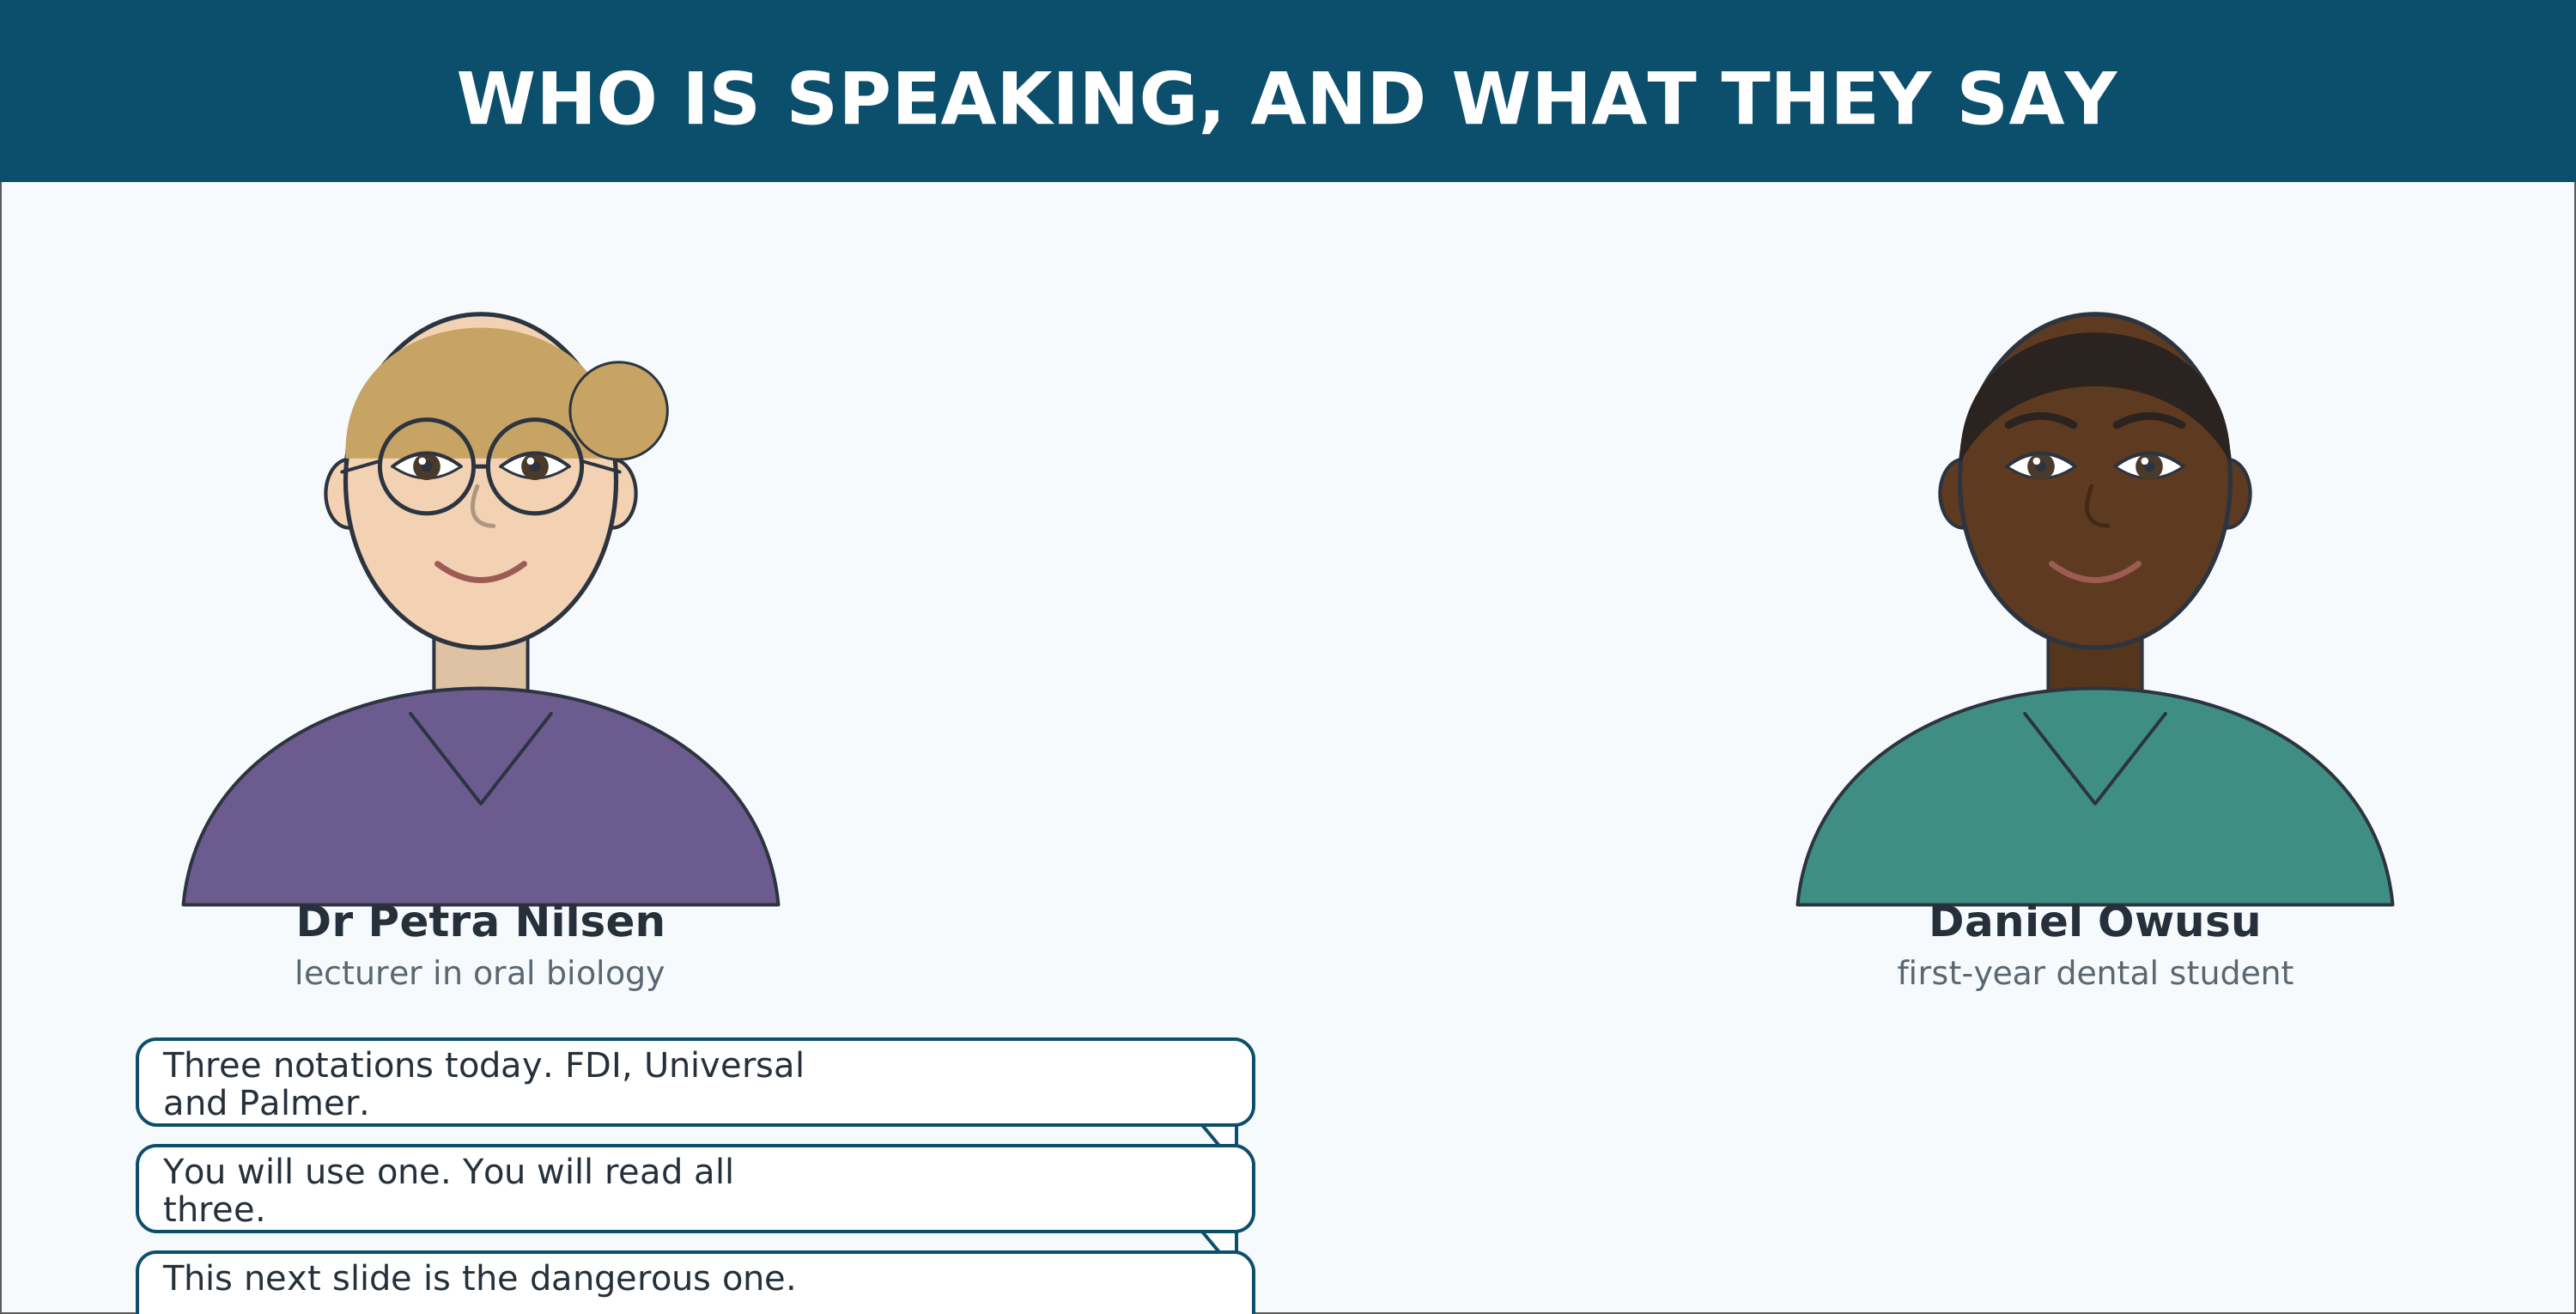 WHO IS SPEAKING, AND WHAT THEY SAY
Dr Petra Nilsen
lecturer in oral biology
Daniel Owusu
first-year dental student
Three notations today. FDI, Universal
and Palmer.
You will use one. You will read all
three.
This next slide is the dangerous one.